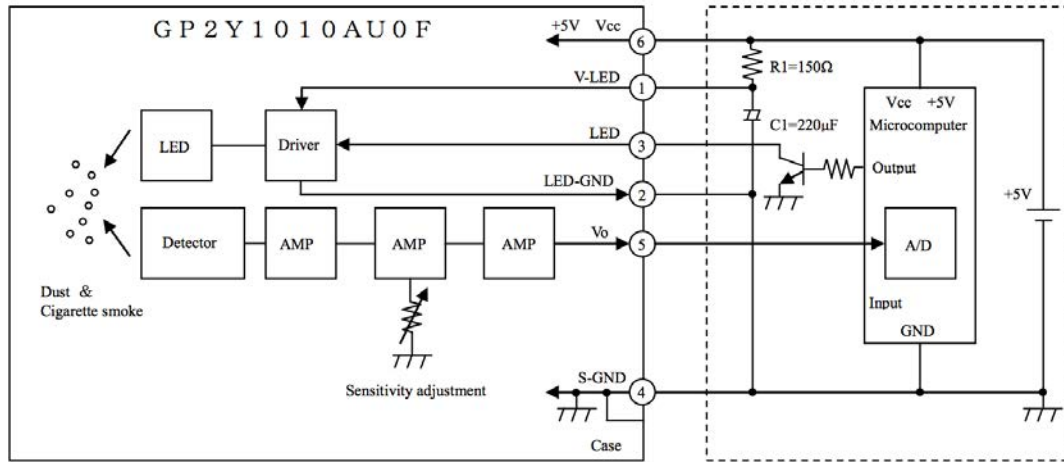 GP2Y1010AU0F
+5V Vcc
6
R1=150Ω
V-LED
1
Vcc +5V
C1=220μF
Microcomputer
LED
Driver
LED
3
Output
LED-GND
2
+5V
Detector
AMP
AMP
AMP
Vo
5
A/D
Dust &
Cigarette smoke
Input
GND
Sensitivity adjustment
S-GND
4
Case